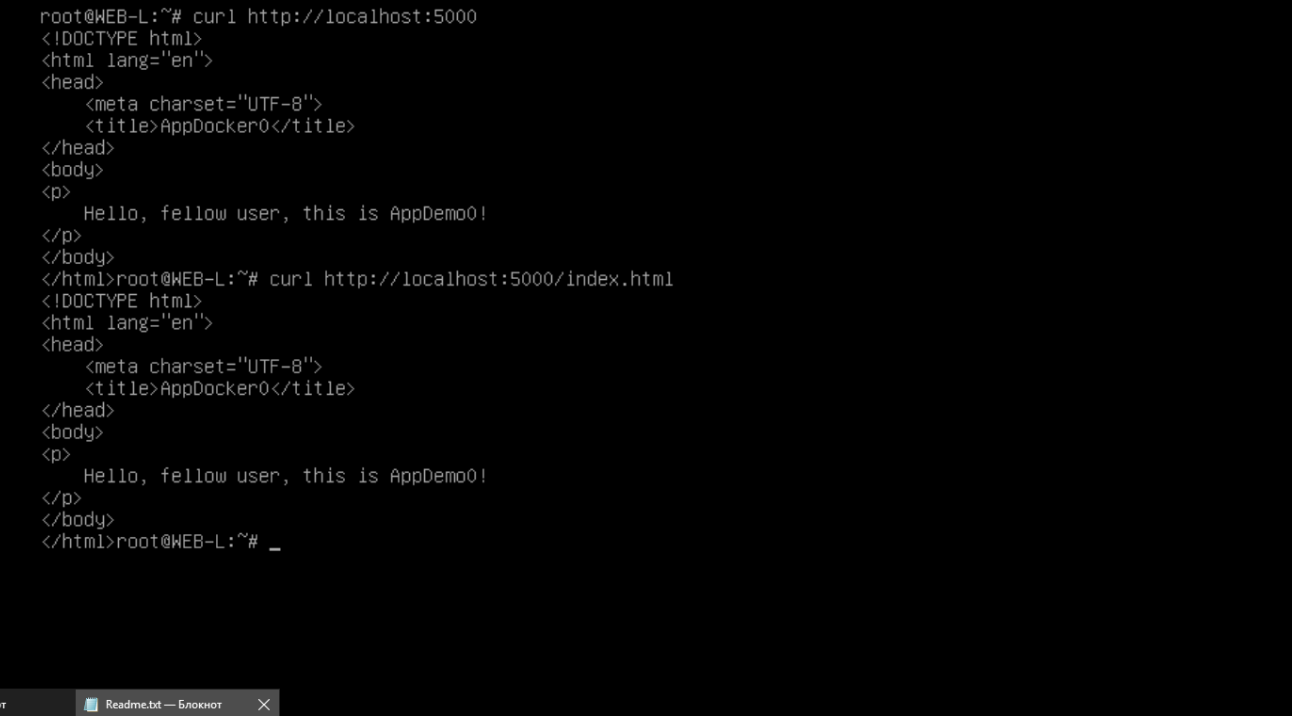 root@WEB-L:~# curl http://localhost:5000
<!DOCTYPE html>
<html lang="en">
<head>
    <meta charset="UTF-8">
    <title>AppDocker0</title>
</head>
<body>
<p>
    Hello, fellow user, this is AppDemo0!
</p>
</body>
</html>root@WEB-L:~# curl http://localhost:5000/index.html
<!DOCTYPE html>
<html lang="en">
<head>
    <meta charset="UTF-8">
    <title>AppDocker0</title>
</head>
<body>
<p>
    Hello, fellow user, this is AppDemo0!
</p>
</body>
</html>root@WEB-L:~# _
Readme.txt — Блокнот